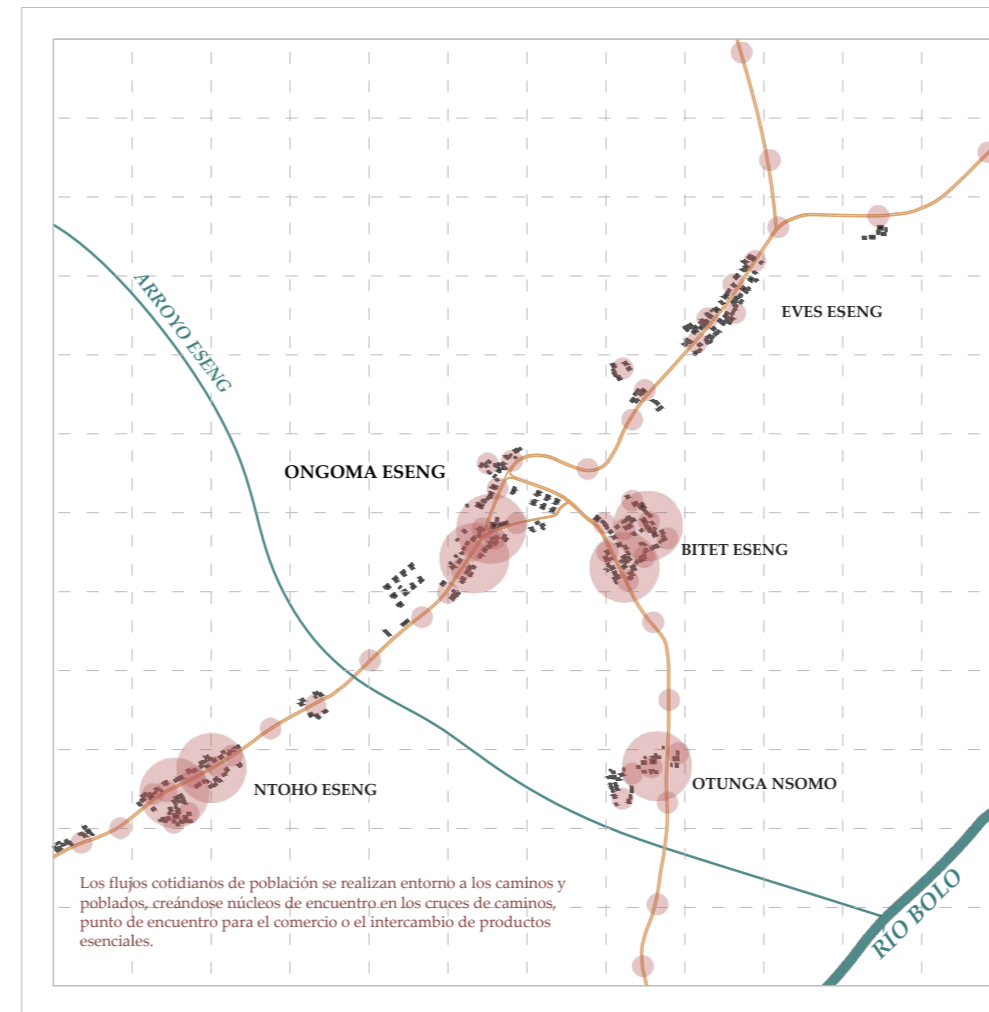 ARROYO ESENG
EVES ESENG
ONGOMA ESENG
BITET ESENG
NTOHO ESENG
OTUNGA NSOMO
Los flujos cotidianos de población se realizan entorno a los caminos y
poblados, creándose núcleos de encuentro en los cruces de caminos,
punto de encuentro para el comercio o el intercambio de productos
esenciales.
RÍO BOLO